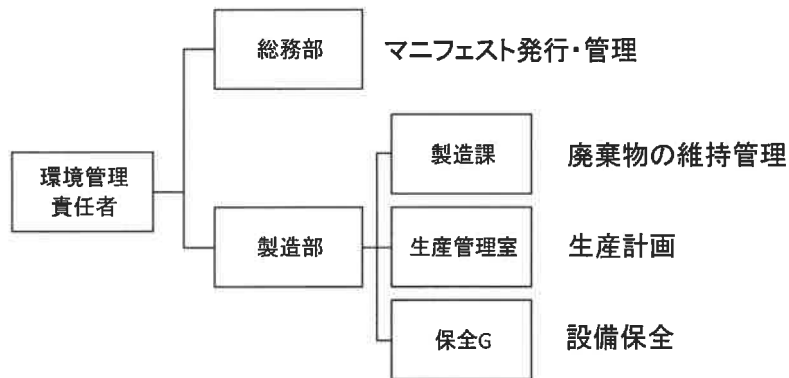 総務部
マニフェスト発行・管理
製造課
廃棄物の維持管理
環境管理
責任者
製造部
生産管理室
生産計画
保全G
設備保全